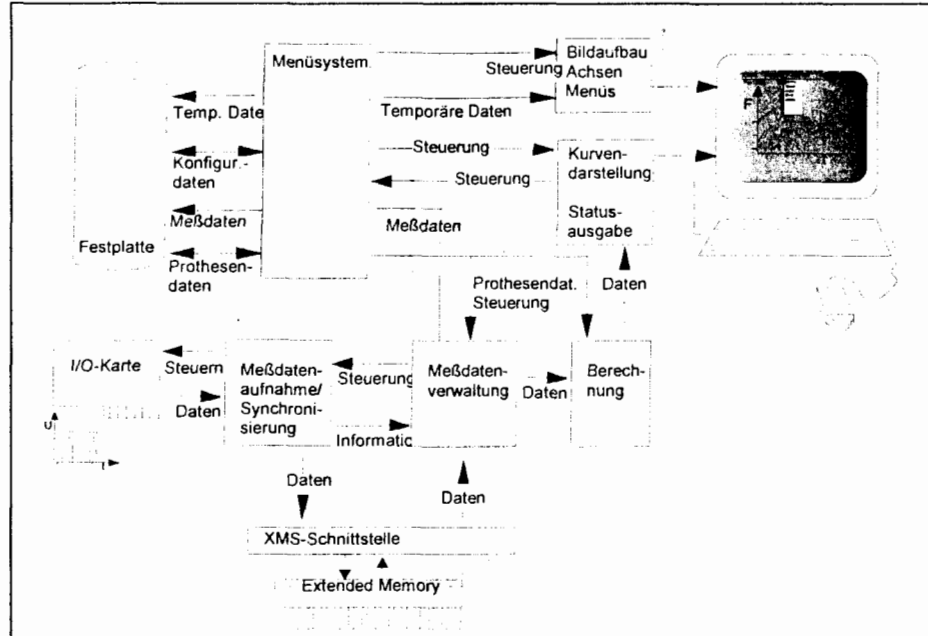 Menüsystem
Steuerung
Bildaufbau
Achsen
Menüs
Temp. Date
Temporäre Daten
F
Konfigur.-
daten
Steuerung
Steuerung
Kurven-
darstellung
Meßdaten
Meßdaten
Status-
ausgabe
Festplatte
Prothesen-
daten
Prothesendat.
Steuerung
Daten
I/O-Karte
Steuern
Meßdaten-
aufnahme/
Synchroni-
sierung
Steuerung
Meßdaten-
verwaltung
Daten
Berech-
nung
Daten
Informatic
U
t
Daten
Daten
XMS-Schnittstelle
Extended Memory